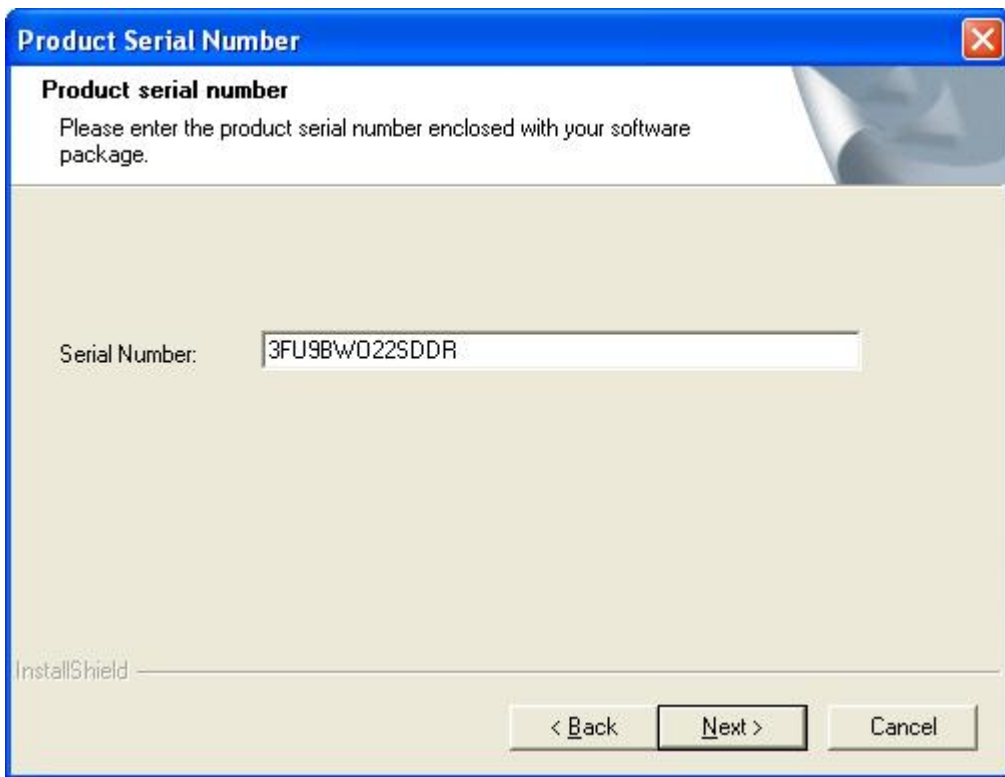 Product Serial Number
Product serial number
Please enter the product serial number enclosed with your software
package.
Serial Number: 3FU9BWO22SDDR
InstallShield
< Back Next > Cancel